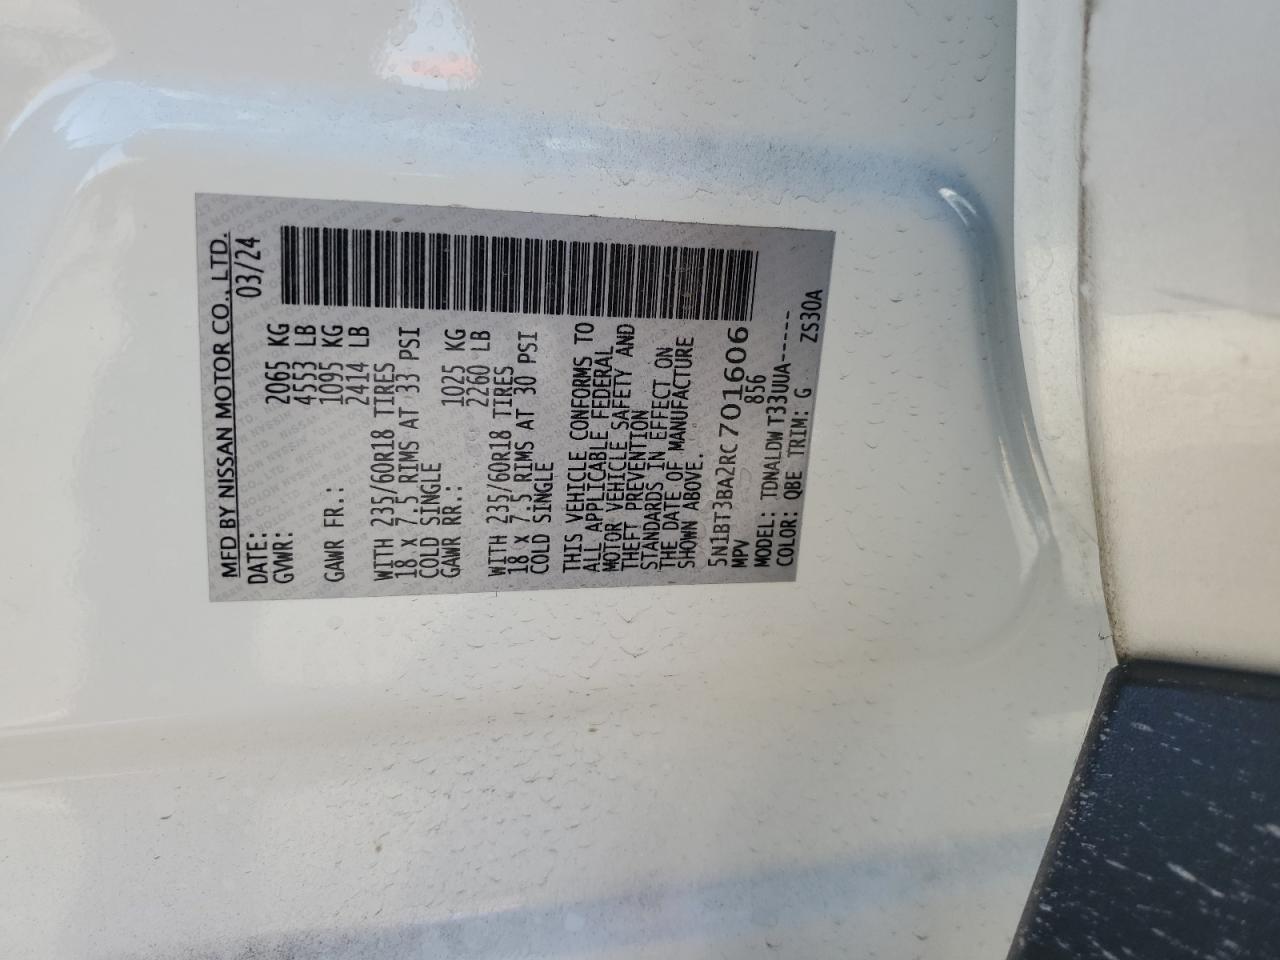 MFD BY NISSAN MOTOR CO., LTD.
DATE: 03/24
GVWR: 2065 KG
4553 LB
GAWR FR.: 1095 KG
2414 LB
WITH 235/60R18 TIRES
18 X 7.5 RIMS AT 33 PSI
COLD SINGLE
GAWR RR.: 1025 KG
2260 LB
WITH 235/60R18 TIRES
18 X 7.5 RIMS AT 30 PSI
COLD SINGLE
THIS VEHICLE CONFORMS TO
ALL APPLICABLE FEDERAL
MOTOR VEHICLE SAFETY AND
THEFT PREVENTION
STANDARDS IN EFFECT ON
THE DATE OF MANUFACTURE
SHOWN ABOVE.
5N1BT3BA2RC701606
MPV 856
MODEL: TDNALDW T33UUA-----
COLOR: QBE TRIM: G ZS30A